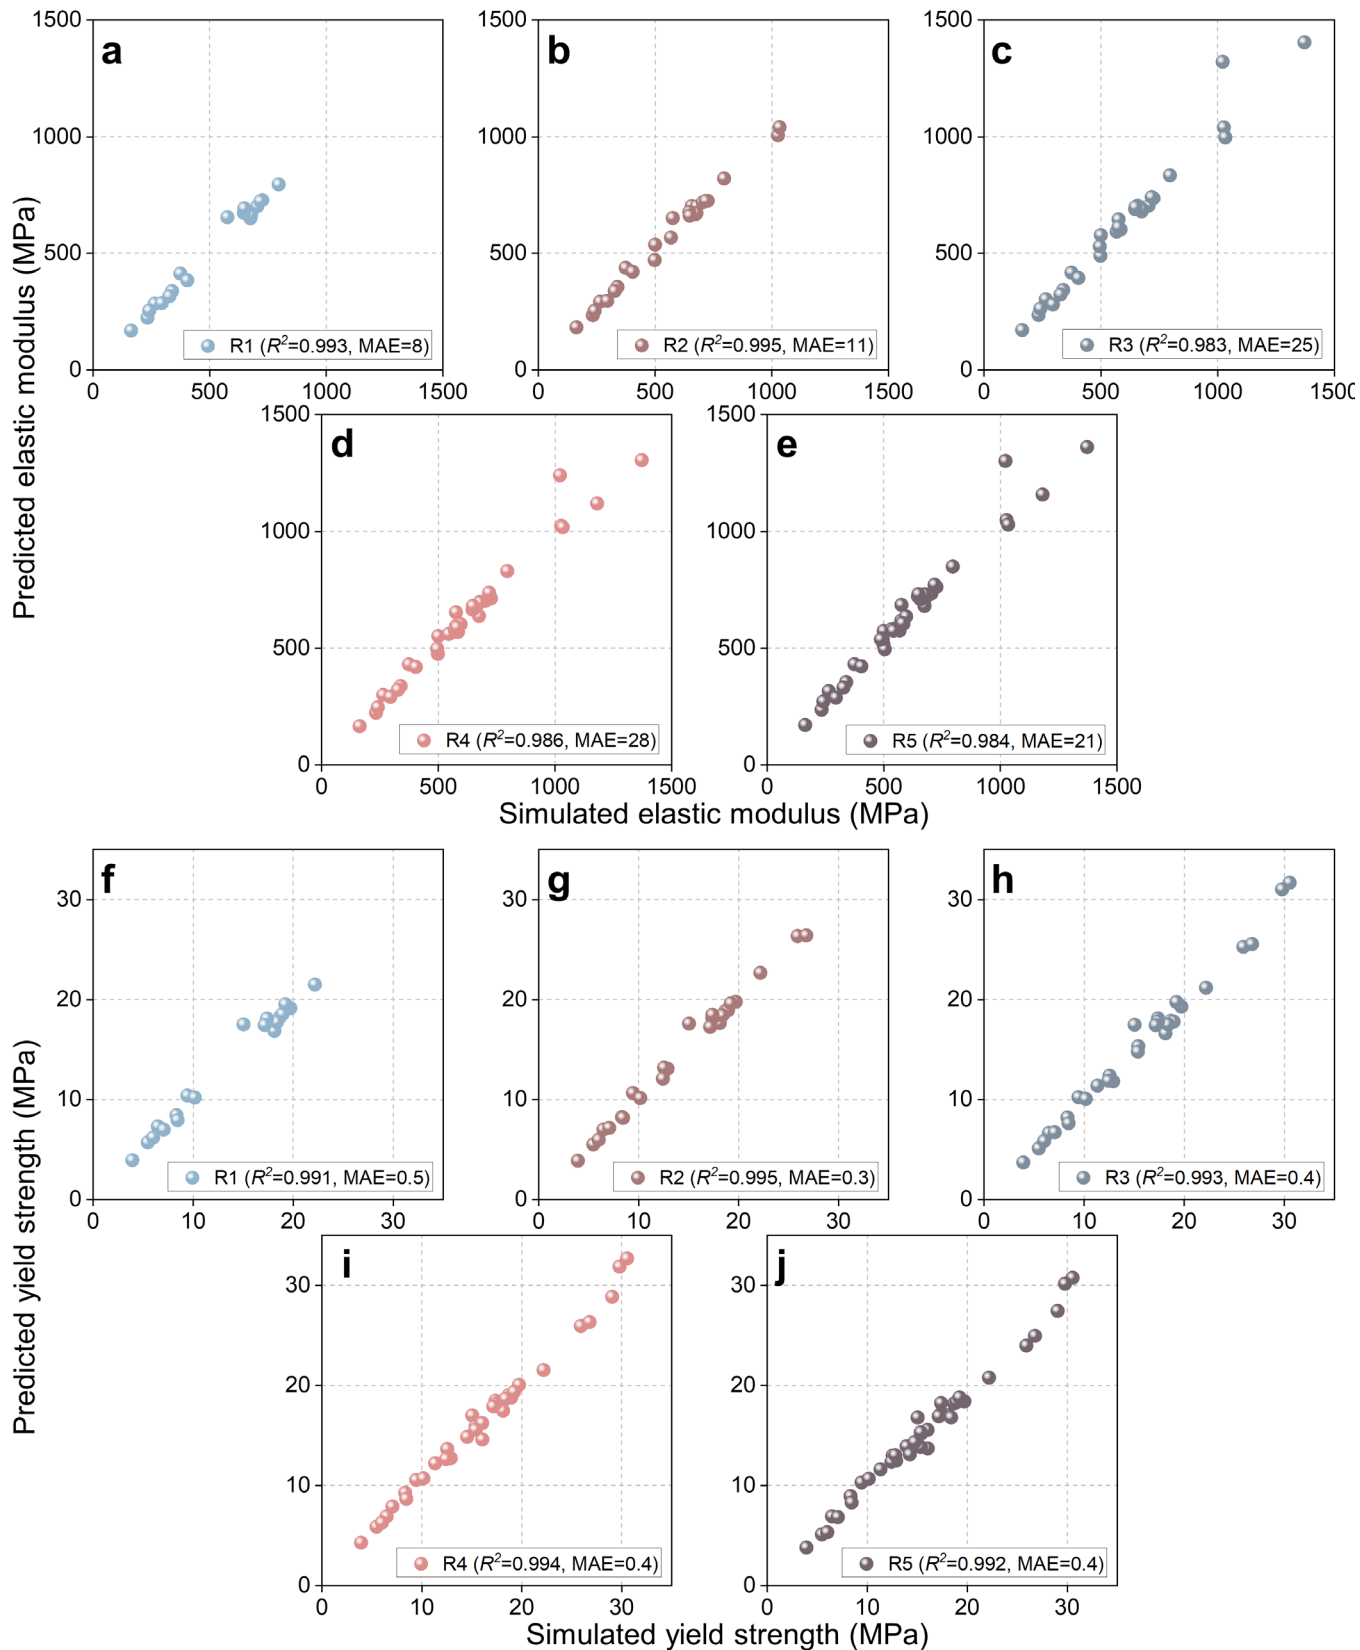 a
b
c
1500
1000
500
0
R1 (R²=0.993, MAE=8)
0 500 1000 1500
1500
1000
500
0
R2 (R²=0.995, MAE=11)
0 500 1000 1500
1500
1000
500
0
R3 (R²=0.983, MAE=25)
0 500 1000 1500
Predicted elastic modulus (MPa)
d
e
1500
1000
500
0
R4 (R²=0.986, MAE=28)
0 500 1000 1500
1500
1000
500
0
R5 (R²=0.984, MAE=21)
0 500 1000 1500
Simulated elastic modulus (MPa)
f
g
h
30
20
10
0
R1 (R²=0.991, MAE=0.5)
0 10 20 30
30
20
10
0
R2 (R²=0.995, MAE=0.3)
0 10 20 30
30
20
10
0
R3 (R²=0.993, MAE=0.4)
0 10 20 30
Predicted yield strength (MPa)
i
j
30
20
10
0
R4 (R²=0.994, MAE=0.4)
0 10 20 30
30
20
10
0
R5 (R²=0.992, MAE=0.4)
0 10 20 30
Simulated yield strength (MPa)